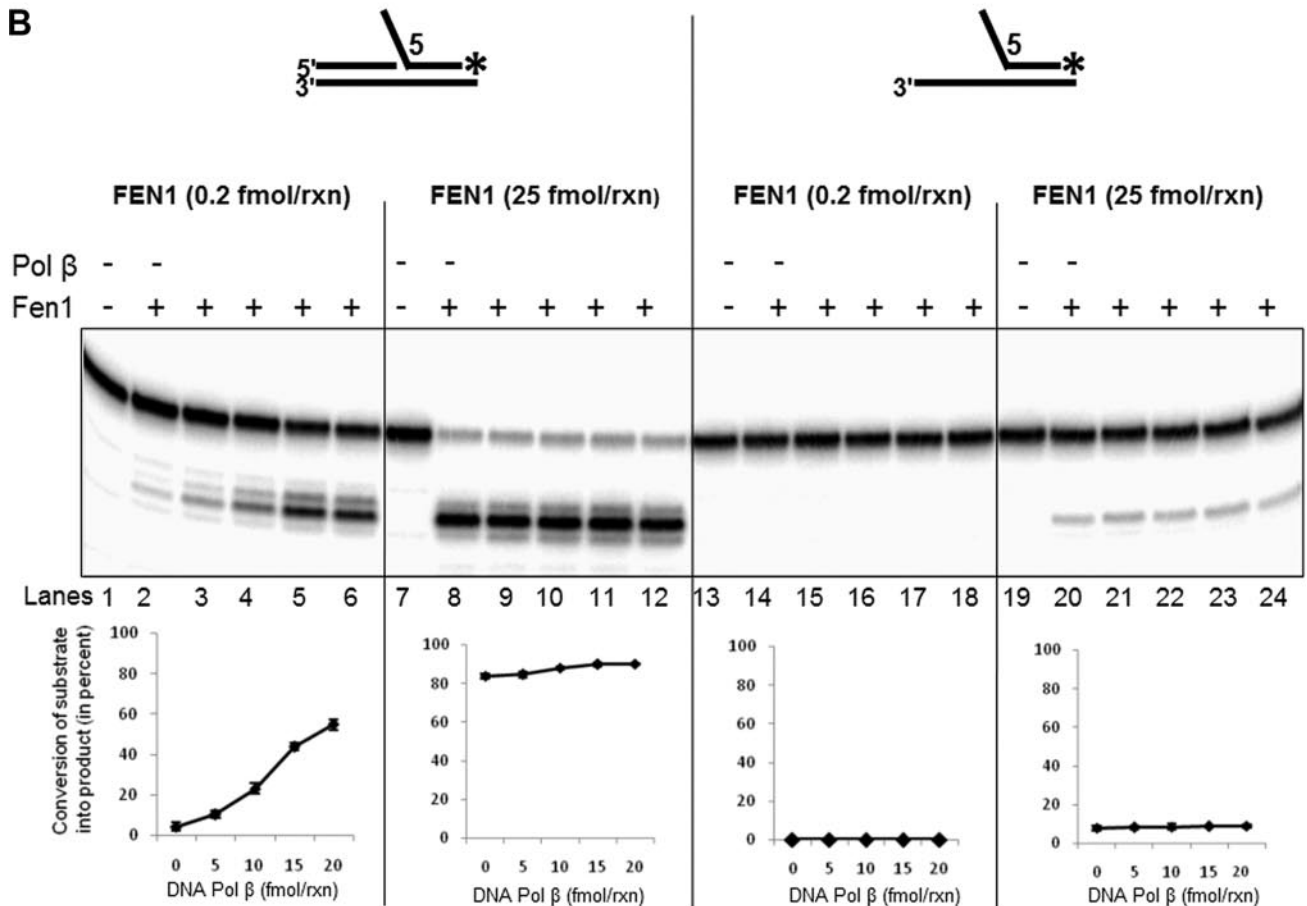 B
5 5
5' * *
3' 3'
FEN1 (0.2 fmol/rxn) FEN1 (25 fmol/rxn) FEN1 (0.2 fmol/rxn) FEN1 (25 fmol/rxn)
Pol β - - - - - - - -
Fen1 - + + + + + - + + + + + - + + + + + - + + + + +
Lanes 1 2 3 4 5 6 7 8 9 10 11 12 13 14 15 16 17 18 19 20 21 22 23 24
Conversion of substrate
into product (in percent)
100 100 100 100
80 80 80 80
60 60 60 60
40 40 40 40
20 20 20 20
0 0 0 0
0 5 10 15 20 0 5 10 15 20 0 5 10 15 20 0 5 10 15 20
DNA Pol β (fmol/rxn) DNA Pol β (fmol/rxn) DNA Pol β (fmol/rxn) DNA Pol β (fmol/rxn)